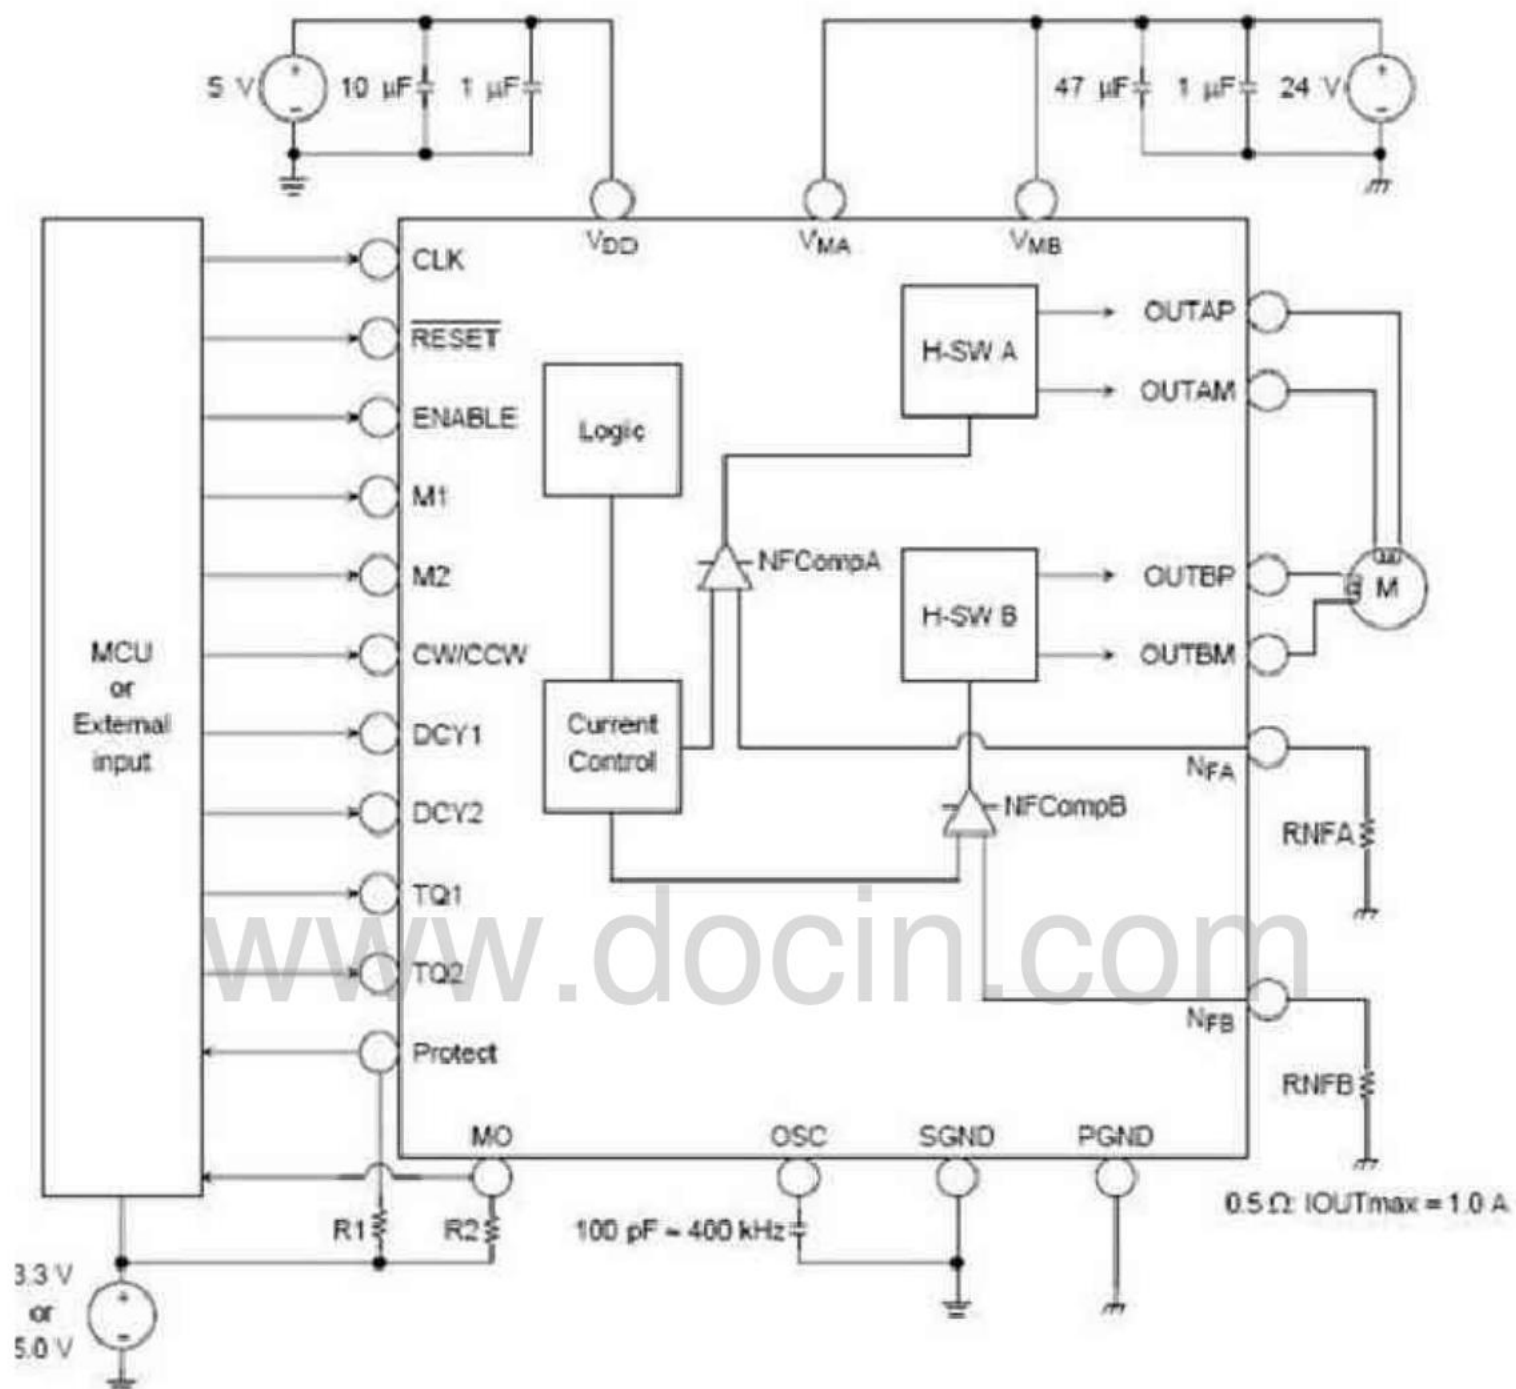 5 V
10 µF
1 µF
47 µF
1 µF
24 V
VDD
VMA
VMB
CLK
RESET
ENABLE
M1
M2
CW/CCW
DCY1
DCY2
TQ1
TQ2
Protect
MCU
or
External
input
Logic
Current
Control
H-SW A
NFCompA
H-SW B
NFCompB
OUTAP
OUTAM
OUTBP
OUTBM
M
NFA
RNFA
NFB
RNFB
www.docin.com
MO
OSC
SGND
PGND
R1
R2
100 pF = 400 kHz
0.5 Ω: IOUTmax = 1.0 A
3.3 V
or
5.0 V